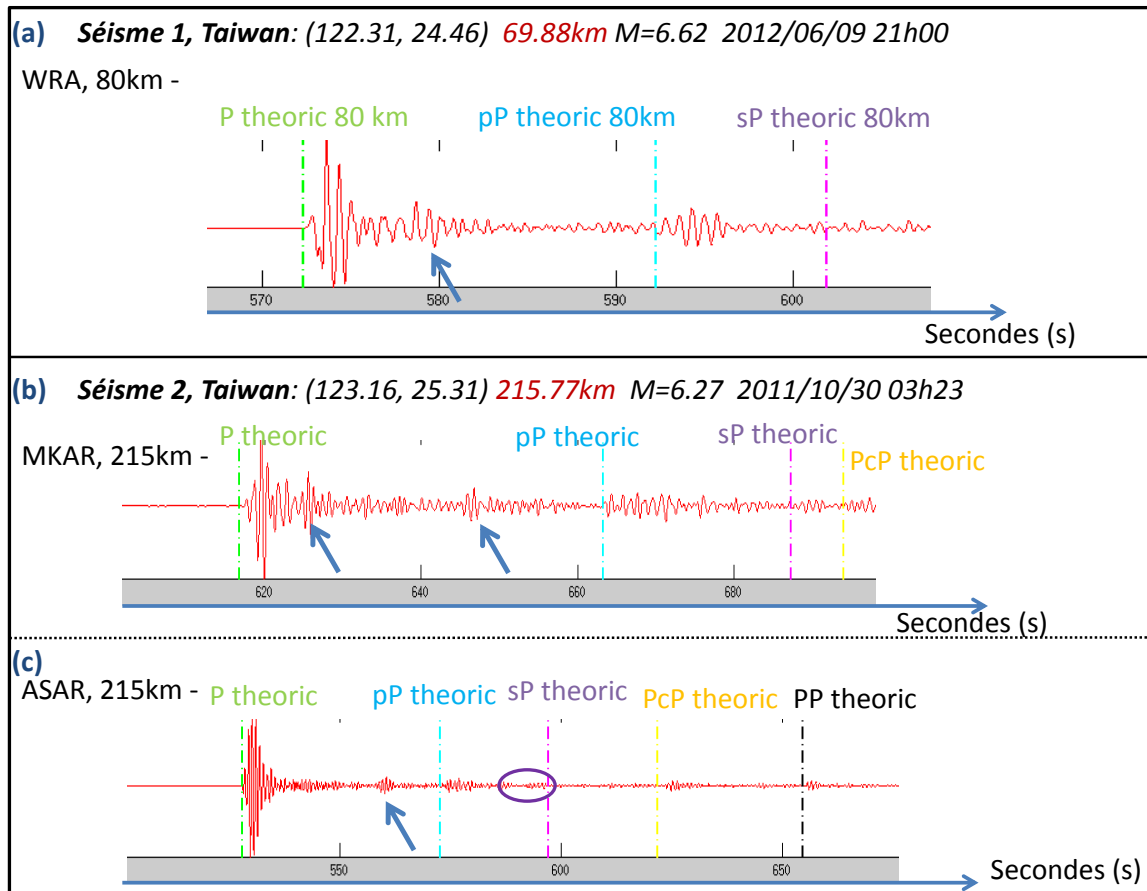 (a) Séisme 1, Taiwan: (122.31, 24.46) 69.88km M=6.62 2012/06/09 21h00
WRA, 80km -
P theoric 80 km pP theoric 80km sP theoric 80km
570 580 590 600
Secondes (s)
(b) Séisme 2, Taiwan: (123.16, 25.31) 215.77km M=6.27 2011/10/30 03h23
P theoric pP theoric sP theoric
MKAR, 215km - PcP theoric
620 640 660 680
Secondes (s)
(c)
ASAR, 215km - P theoric pP theoric sP theoric PcP theoric PP theoric
550 600 650
Secondes (s)